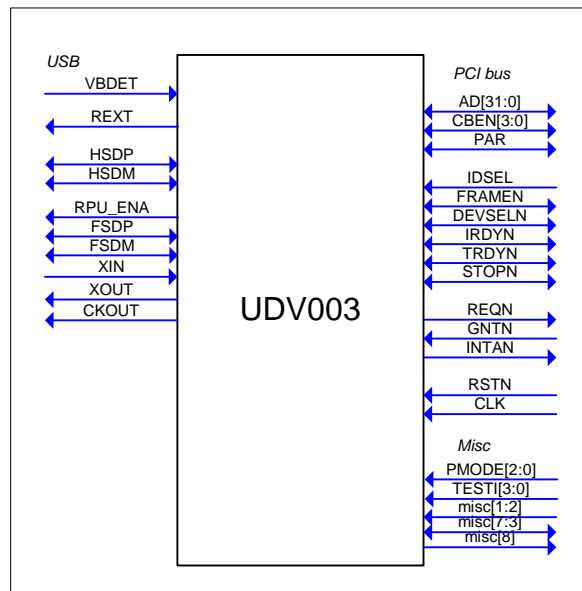 USB
VBDET
REXT
HSDP
HSDM
RPU_ENA
FSDP
FSDM
XIN
XOUT
CKOUT
UDV003
PCI bus
AD[31:0]
CBEN[3:0]
PAR
IDSEL
FRAMEN
DEVSELN
IRDYN
TRDYN
STOPN
REQN
GNTN
INTAN
RSTN
CLK
Misc
PMODE[2:0]
TESTI[3:0]
misc[1:2]
misc[7:3]
misc[8]